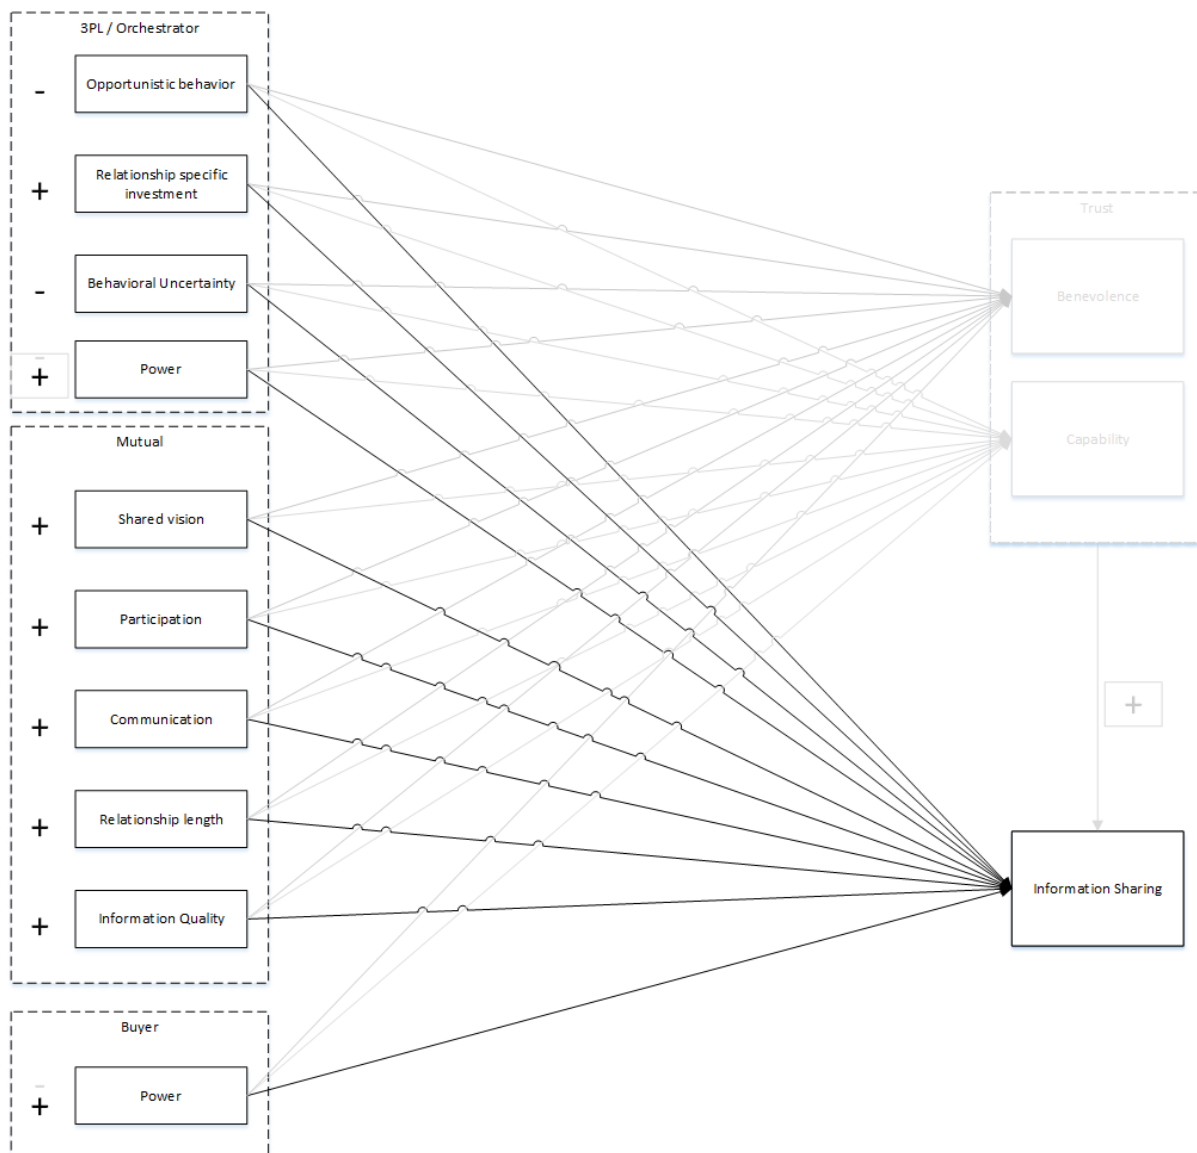 3PL / Orchestrator
-
Opportunistic behavior
+
Relationship specific
investment
-
Behavioral Uncertainty
-
+
Power
Mutual
+
Shared vision
+
Participation
+
Communication
+
Relationship length
+
Information Quality
Buyer
-
+
Power
Trust
Benevolence
Capability
+
Information Sharing